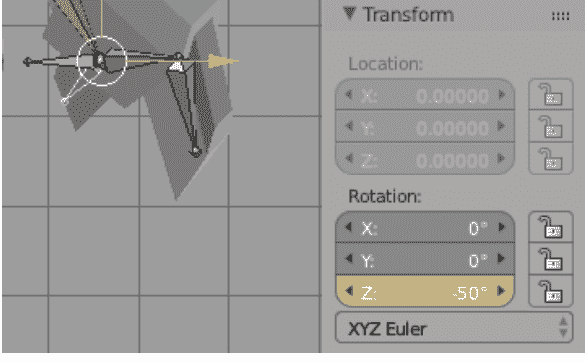 Transform
Location:
X: 0.00000
Y: 0.00000
Z: 0.00000
Rotation:
X: 0°
Y: 0°
Z: -50°
XYZ Euler